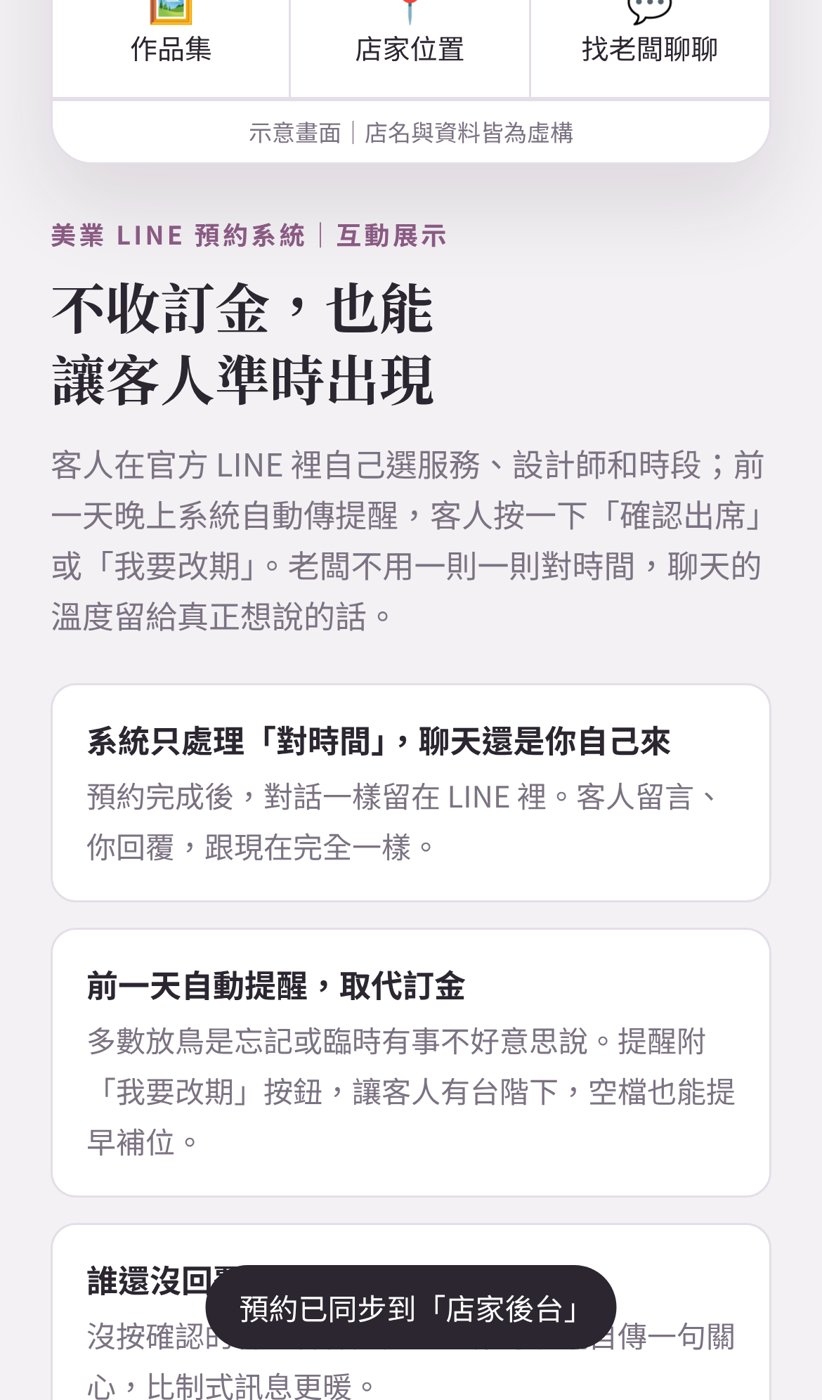 作品集
店家位置
找老闆聊聊
示意畫面｜店名與資料皆為虛構
美業 LINE 預約系統｜互動展示
不收訂金，也能
讓客人準時出現
客人在官方 LINE 裡自己選服務、設計師和時段；前
一天晚上系統自動傳提醒，客人按一下「確認出席」
或「我要改期」。老闆不用一則一則對時間，聊天的
溫度留給真正想說的話。
系統只處理「對時間」，聊天還是你自己來
預約完成後，對話一樣留在 LINE 裡。客人留言、
你回覆，跟現在完全一樣。
前一天自動提醒，取代訂金
多數放鳥是忘記或臨時有事不好意思說。提醒附
「我要改期」按鈕，讓客人有台階下，空檔也能提
早補位。
誰還沒回
預約已同步到「店家後台」
沒按確認
傳一句關
心，比制式訊息更暖。